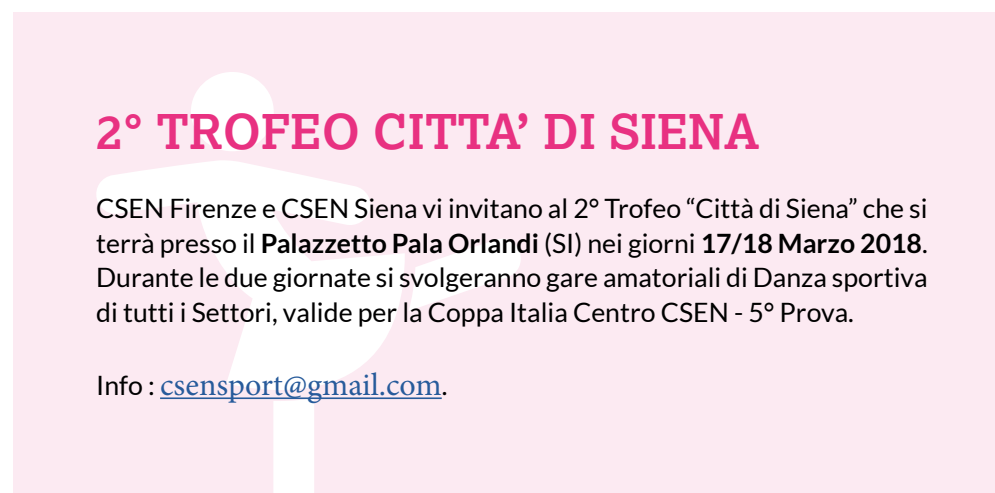 2° TROFEO CITTA’ DI SIENA
CSEN Firenze e CSEN Siena vi invitano al 2° Trofeo “Città di Siena” che si
terrà presso il Palazzetto Pala Orlandi (SI) nei giorni 17/18 Marzo 2018.
Durante le due giornate si svolgeranno gare amatoriali di Danza sportiva
di tutti i Settori, valide per la Coppa Italia Centro CSEN - 5° Prova.
Info : csensport@gmail.com.